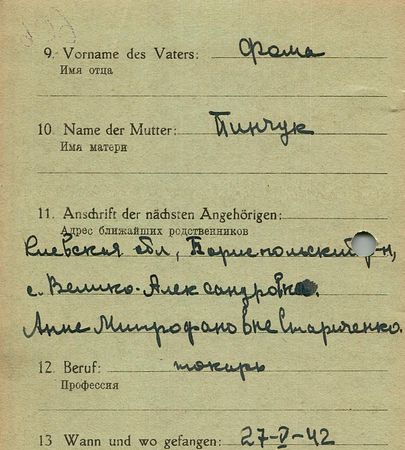 9. Vorname des Vaters: Фома
Имя отца
10. Name der Mutter: Пинчук
Имя матери
11. Anschrift der nächsten Angehörigen:
Адрес ближайших родственников
Киевская обл, Бориспольский р-н,
с. Велико-Александровка.
Анне Митрофановне Стариченко.
12. Beruf: токарь
Профессия
13 Wann und wo gefangen: 27-V-42